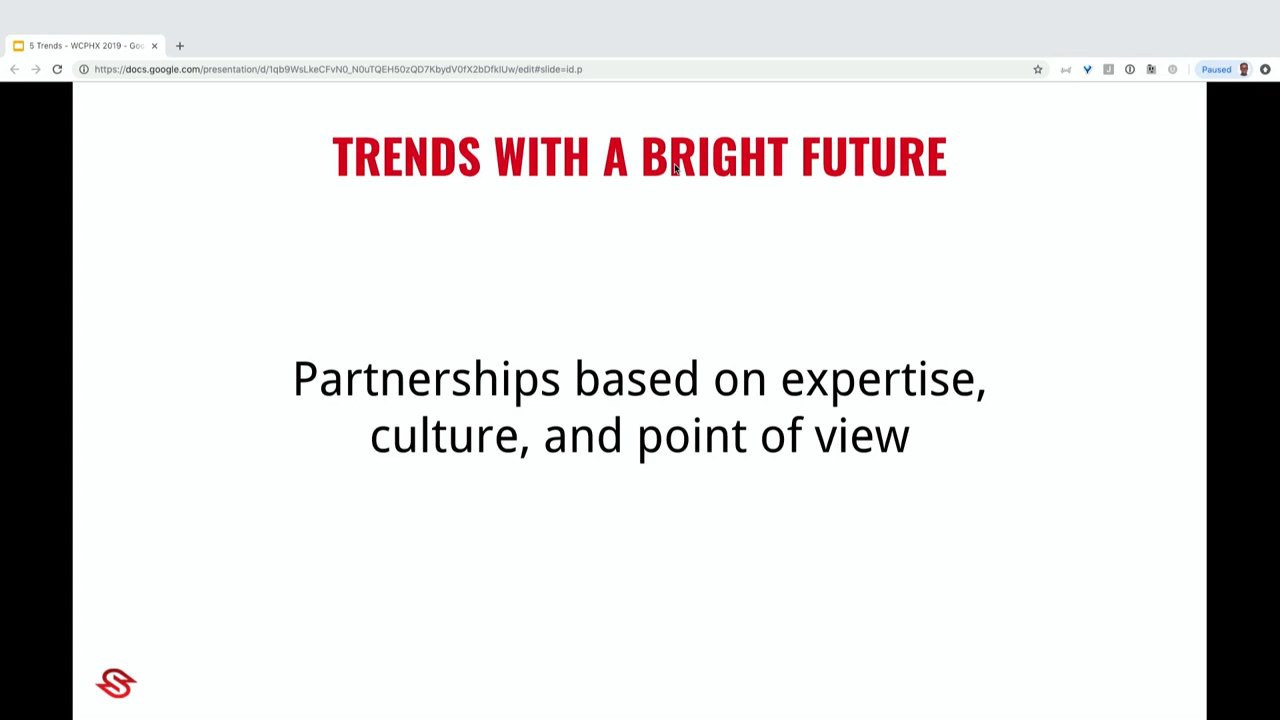 5 Trends - WCPHX 2019 - Goo
https://docs.google.com/presentation/d/1qb9WsLkeCFvN0_N0uTQEH50zQD7KbydV0fX2bDfklUw/edit#slide=id.p
Paused
TRENDS WITH A BRIGHT FUTURE
Partnerships based on expertise,
culture, and point of view